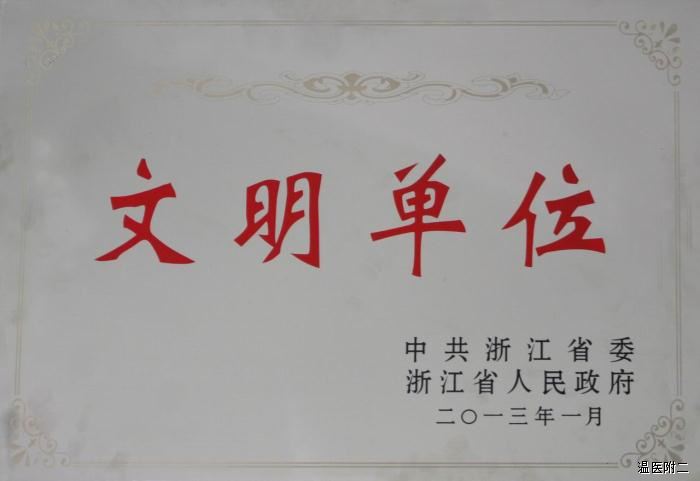 文明单位
中共浙江省委
浙江省人民政府
二〇一三年一月
温医附二